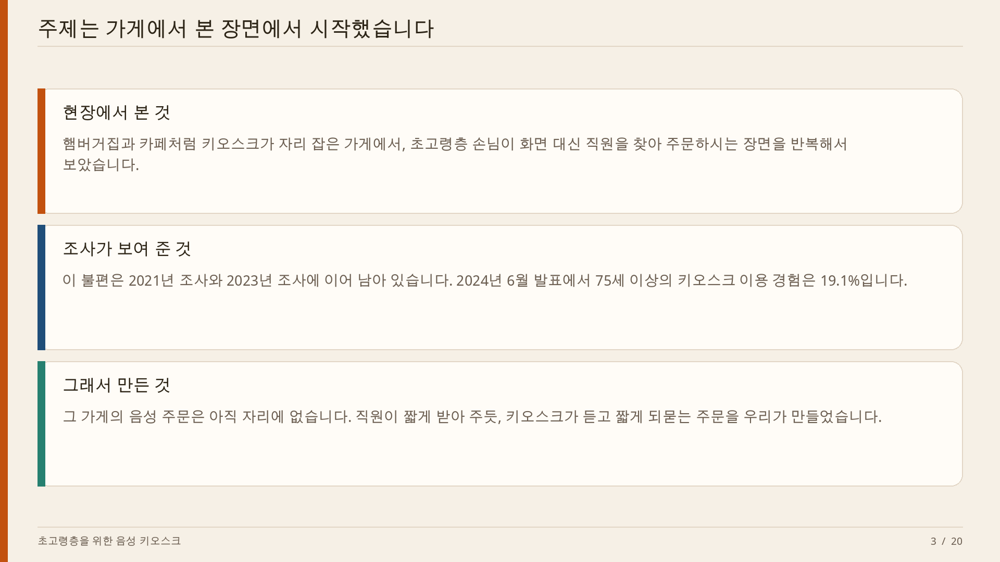 주제는 가게에서 본 장면에서 시작했습니다
현장에서 본 것
햄버거집과 카페처럼 키오스크가 자리 잡은 가게에서, 초고령층 손님이 화면 대신 직원을 찾아 주문하시는 장면을 반복해서
보았습니다.
조사가 보여 준 것
이 불편은 2021년 조사와 2023년 조사에 이어 남아 있습니다. 2024년 6월 발표에서 75세 이상의 키오스크 이용 경험은 19.1%입니다.
그래서 만든 것
그 가게의 음성 주문은 아직 자리에 없습니다. 직원이 짧게 받아 주듯, 키오스크가 듣고 짧게 되묻는 주문을 우리가 만들었습니다.
초고령층을 위한 음성 키오스크
3 / 20